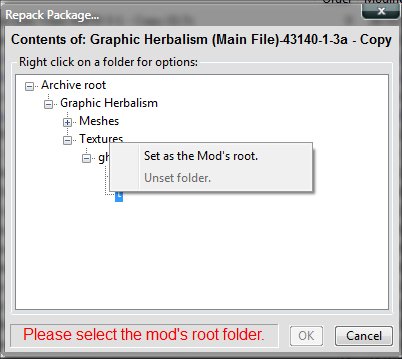 Repack Package...
Contents of: Graphic Herbalism (Main File)-43140-1-3a - Copy
Right click on a folder for options:
Archive root
Graphic Herbalism
Meshes
Textures
Set as the Mod's root.
Unset folder.
Please select the mod's root folder.
OK
Cancel